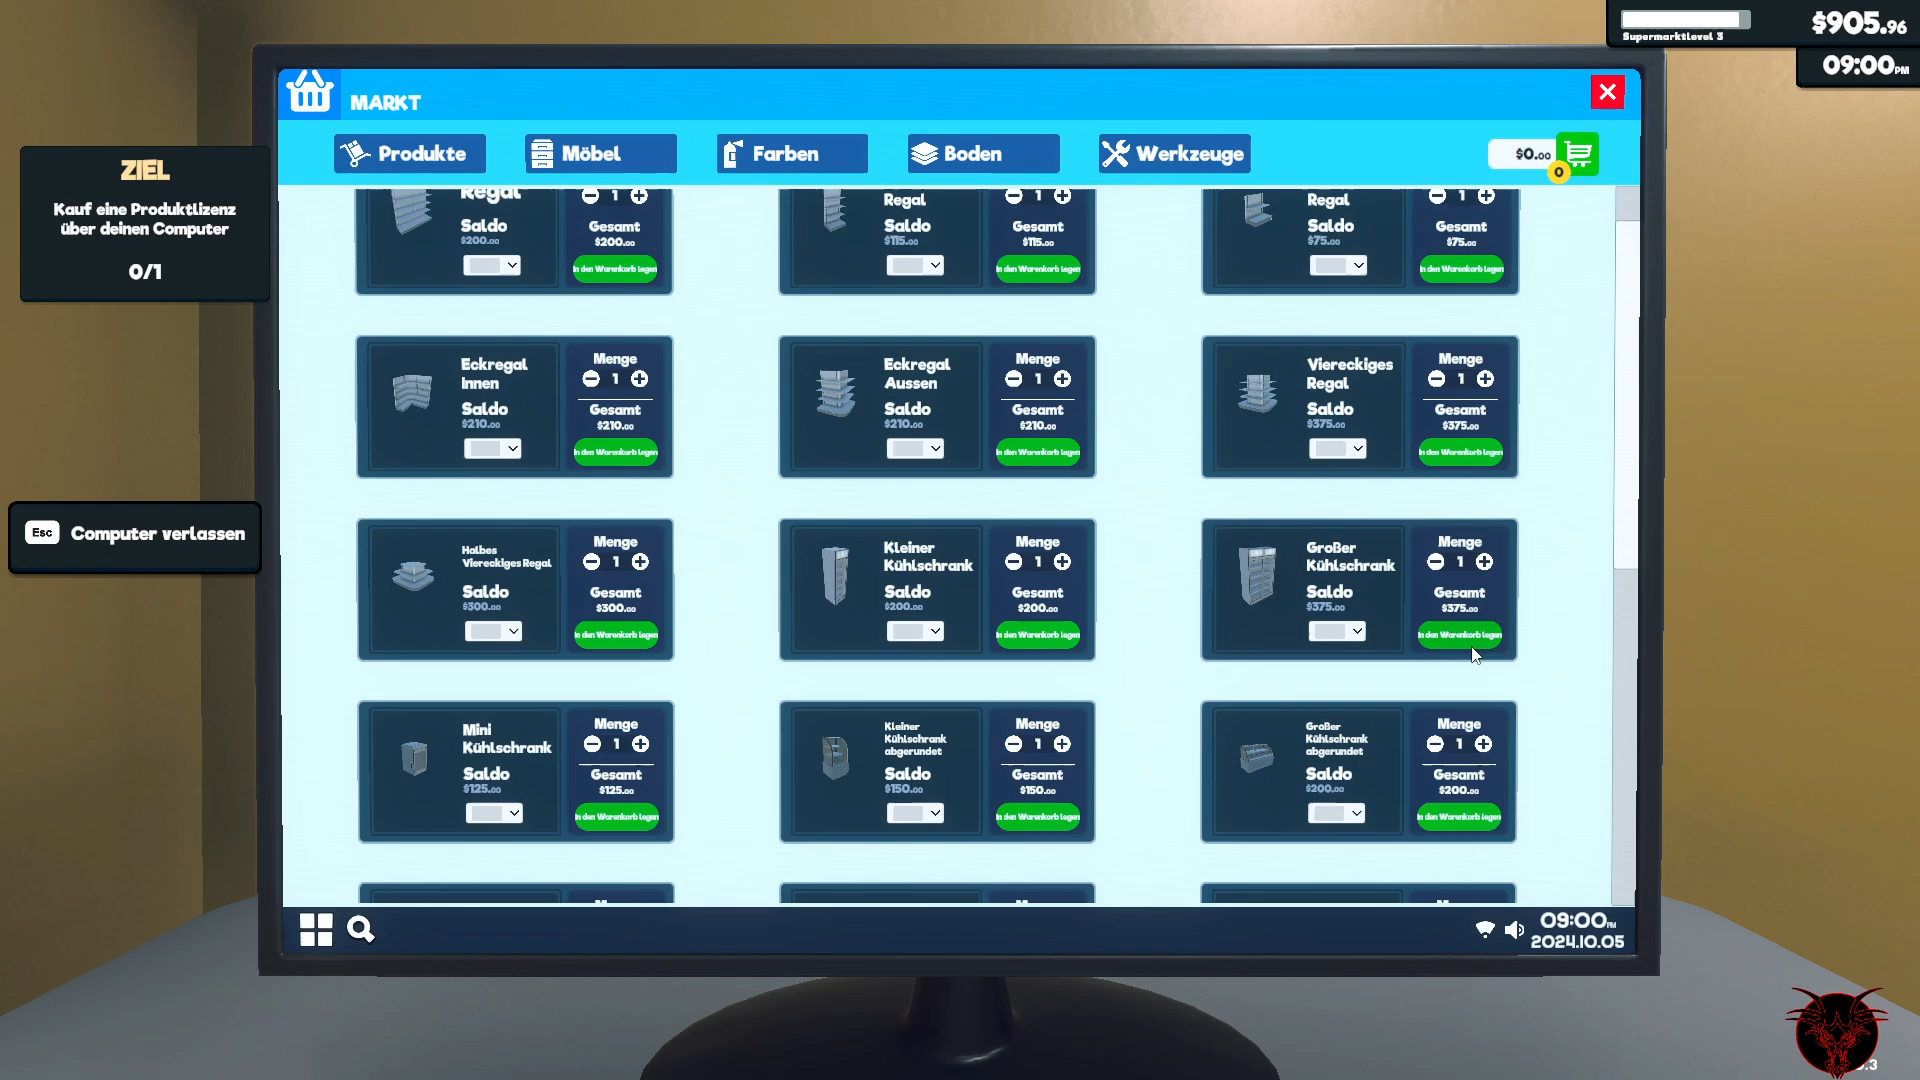 $905.96
Supermarktlevel 3
09:00PM
MARKT
Produkte
Möbel
Farben
Boden
Werkzeuge
$0.00
0
ZIEL
Kauf eine Produktlizenz
über deinen Computer
0/1
Esc Computer verlassen
Regal
Saldo
$200.00
1
Gesamt
$200.00
In den Warenkorb legen
Regal
Saldo
$115.00
1
Gesamt
$115.00
In den Warenkorb legen
Regal
Saldo
$75.00
1
Gesamt
$75.00
In den Warenkorb legen
Eckregal
Innen
Saldo
$210.00
Menge
1
Gesamt
$210.00
In den Warenkorb legen
Eckregal
Aussen
Saldo
$210.00
Menge
1
Gesamt
$210.00
In den Warenkorb legen
Viereckiges
Regal
Saldo
$375.00
Menge
1
Gesamt
$375.00
In den Warenkorb legen
Halbes
Viereckiges Regal
Saldo
$300.00
Menge
1
Gesamt
$300.00
In den Warenkorb legen
Kleiner
Kühlschrank
Saldo
$200.00
Menge
1
Gesamt
$200.00
In den Warenkorb legen
Großer
Kühlschrank
Saldo
$375.00
Menge
1
Gesamt
$375.00
In den Warenkorb legen
Mini
Kühlschrank
Saldo
$125.00
Menge
1
Gesamt
$125.00
In den Warenkorb legen
Kleiner
Kühlschrank
abgerundet
Saldo
$150.00
Menge
1
Gesamt
$150.00
In den Warenkorb legen
Großer
Kühlschrank
abgerundet
Saldo
$200.00
Menge
1
Gesamt
$200.00
In den Warenkorb legen
09:00PM
2024.10.05